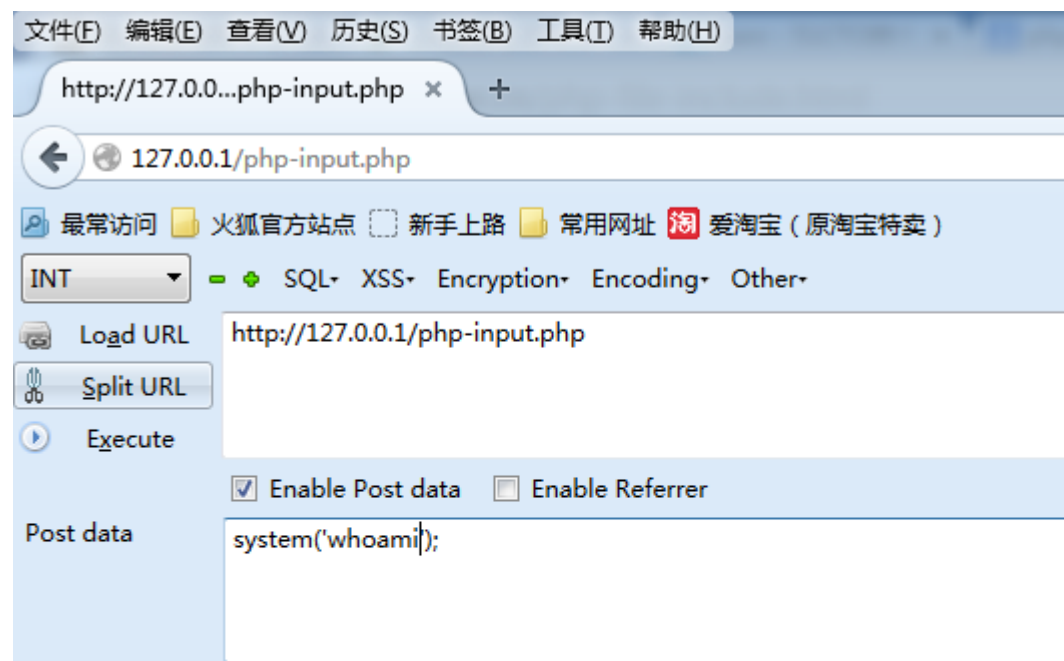 文件(F) 编辑(E) 查看(V) 历史(S) 书签(B) 工具(T) 帮助(H)
http://127.0.0...php-input.php × +
127.0.0.1/php-input.php
最常访问 火狐官方站点 新手上路 常用网址 淘 爱淘宝（原淘宝特卖）
INT SQL XSS Encryption Encoding Other
Load URL http://127.0.0.1/php-input.php
Split URL
Execute
Enable Post data Enable Referrer
Post data system('whoami');